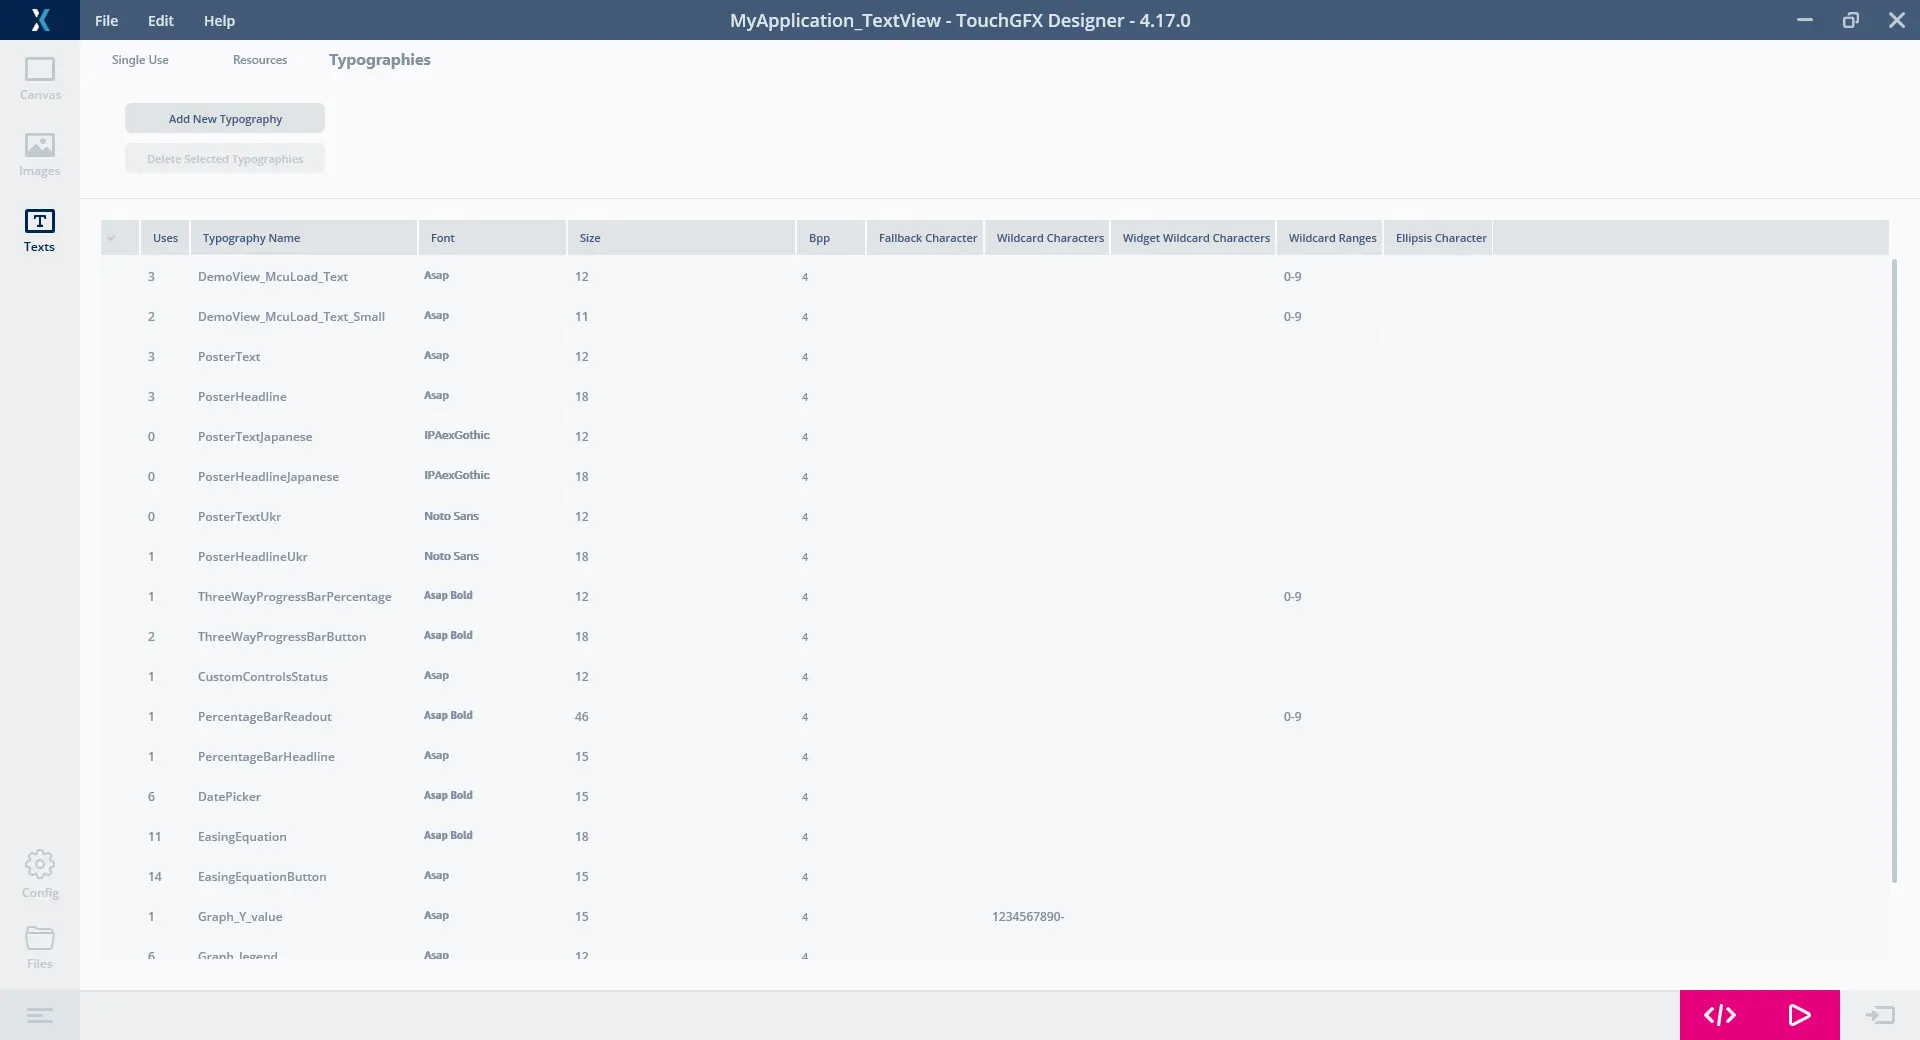 File Edit Help MyApplication_TextView - TouchGFX Designer - 4.17.0
Single Use Resources Typographies
Canvas
Add New Typography
Delete Selected Typographies
Images
Texts
Uses Typography Name Font Size Bpp Fallback Character Wildcard Characters Widget Wildcard Characters Wildcard Ranges Ellipsis Character
3 DemoView_McuLoad_Text Asap 12 4 0-9
2 DemoView_McuLoad_Text_Small Asap 11 4 0-9
3 PosterText Asap 12 4
3 PosterHeadline Asap 18 4
0 PosterTextJapanese IPAexGothic 12 4
0 PosterHeadlineJapanese IPAexGothic 18 4
0 PosterTextUkr Noto Sans 12 4
1 PosterHeadlineUkr Noto Sans 18 4
1 ThreeWayProgressBarPercentage Asap Bold 12 4 0-9
2 ThreeWayProgressBarButton Asap Bold 18 4
1 CustomControlsStatus Asap 12 4
1 PercentageBarReadout Asap Bold 46 4 0-9
1 PercentageBarHeadline Asap 15 4
6 DatePicker Asap Bold 15 4
11 EasingEquation Asap Bold 18 4
14 EasingEquationButton Asap 15 4
1 Graph_Y_value Asap 15 4 1234567890-
6 Graph_legend Asap 12 4
Config
Files